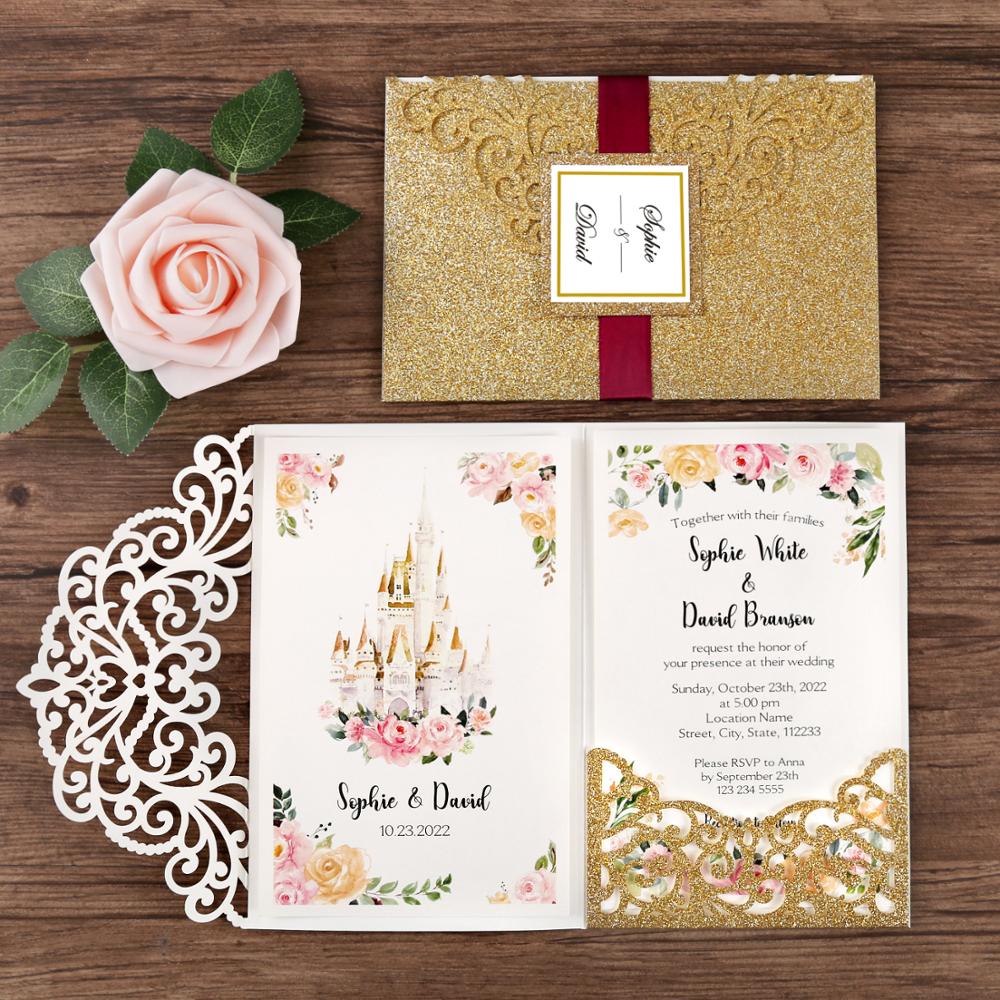 Sophie
&
David
Sophie & David
10.23.2022
Together with their families
Sophie White
&
David Branson
request the honor of
your presence at their wedding
Sunday, October 23th, 2022
at 5:00 pm
Location Name
Street, City, State, 112233
Please RSVP to Anna
by September 23th
123 234 5555